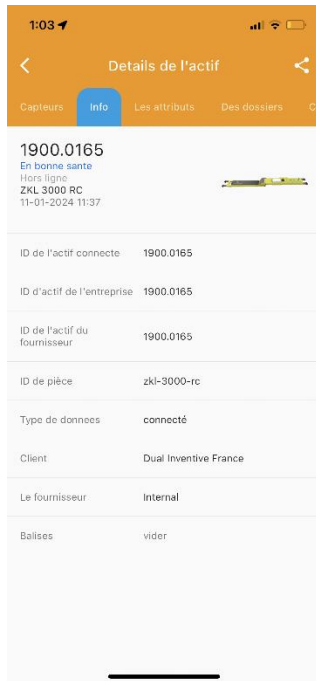 1:03
Details de l'actif
Capteurs Info Les attributs Des dossiers C
1900.0165
En bonne sante
Hors ligne
ZKL 3000 RC
11-01-2024 11:37
ID de l'actif connecte 1900.0165
ID d'actif de l'entreprise 1900.0165
ID de l'actif du
fournisseur 1900.0165
ID de pièce zkl-3000-rc
Type de donnees connecté
Client Dual Inventive France
Le fournisseur Internal
Balises vider